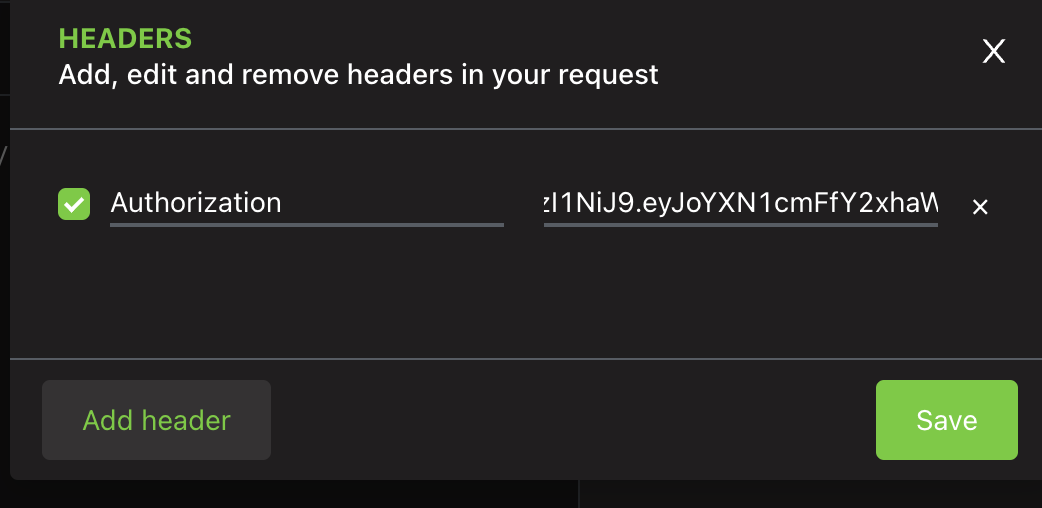 HEADERS
Add, edit and remove headers in your request
X
Authorization zI1NiJ9.eyJoYXN1cmFfY2xhaW
Add header
Save